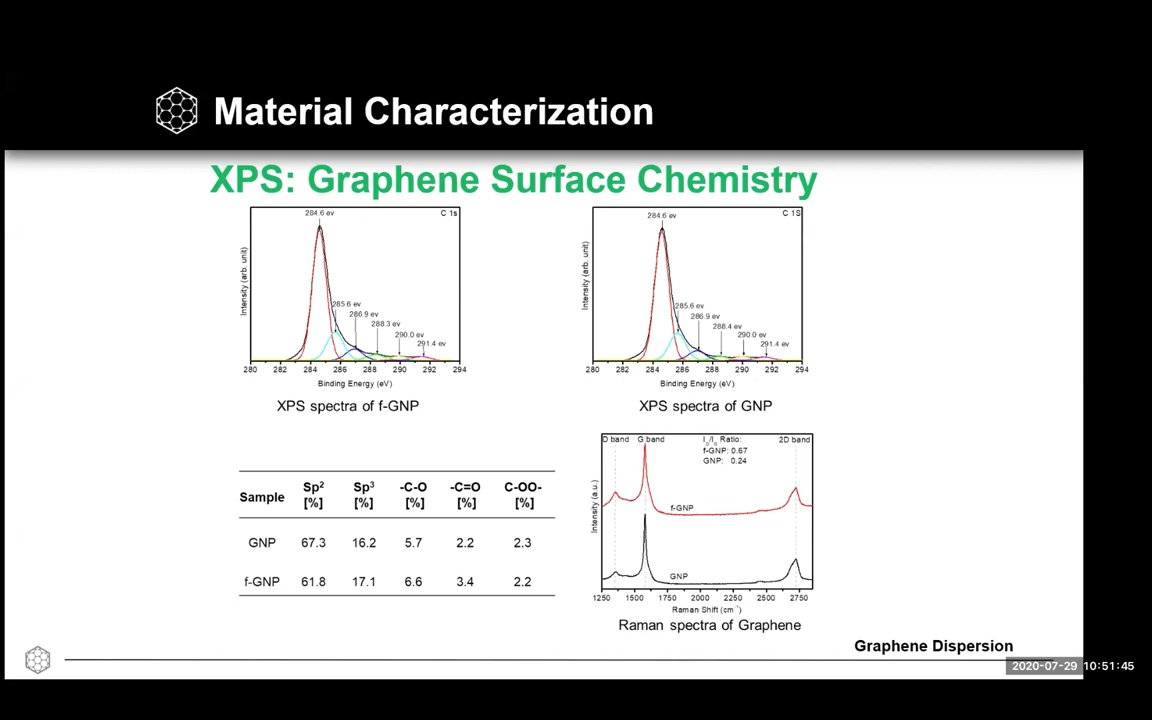 Material Characterization
XPS: Graphene Surface Chemistry
284.6 ev
C 1s
285.6 ev
286.9 ev
288.3 ev
290.0 ev
291.4 ev
Intensity (arb. unit)
280 282 284 286 288 290 292 294
Binding Energy (eV)
XPS spectra of f-GNP
284.6 ev
C 1S
285.6 ev
286.9 ev
288.4 ev
290.0 ev
291.4 ev
Intensity (arb. unit)
280 282 284 286 288 290 292 294
Binding Energy (eV)
XPS spectra of GNP
Sample Sp² Sp³ -C-O -C=O C-OO-
[%] [%] [%] [%] [%]
GNP 67.3 16.2 5.7 2.2 2.3
f-GNP 61.8 17.1 6.6 3.4 2.2
D band G band 2D band
Ratio:
f-GNP: 0.67
GNP: 0.24
f-GNP
GNP
Intensity (a.u.)
1250 1500 1750 2000 2250 2500 2750
Raman Shift (cm⁻¹)
Raman spectra of Graphene
Graphene Dispersion
2020-07-29 10:51:45